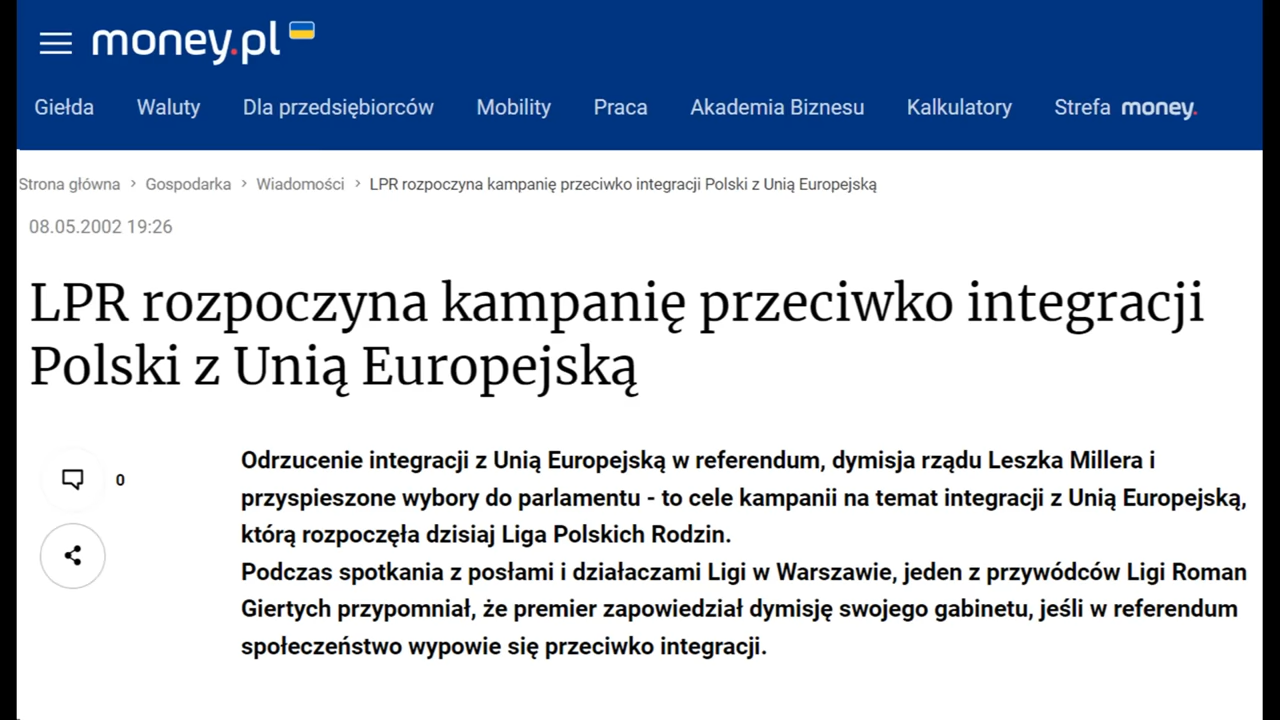 money.pl
Giełda Waluty Dla przedsiębiorców Mobility Praca Akademia Biznesu Kalkulatory Strefa money.
Strona główna > Gospodarka > Wiadomości > LPR rozpoczyna kampanię przeciwko integracji Polski z Unią Europejską
08.05.2002 19:26
LPR rozpoczyna kampanię przeciwko integracji
Polski z Unią Europejską
0
Odrzucenie integracji z Unią Europejską w referendum, dymisja rządu Leszka Millera i
przyspieszone wybory do parlamentu - to cele kampanii na temat integracji z Unią Europejską,
którą rozpoczęła dzisiaj Liga Polskich Rodzin.
Podczas spotkania z posłami i działaczami Ligi w Warszawie, jeden z przywódców Ligi Roman
Giertych przypomniał, że premier zapowiedział dymisję swojego gabinetu, jeśli w referendum
społeczeństwo wypowie się przeciwko integracji.